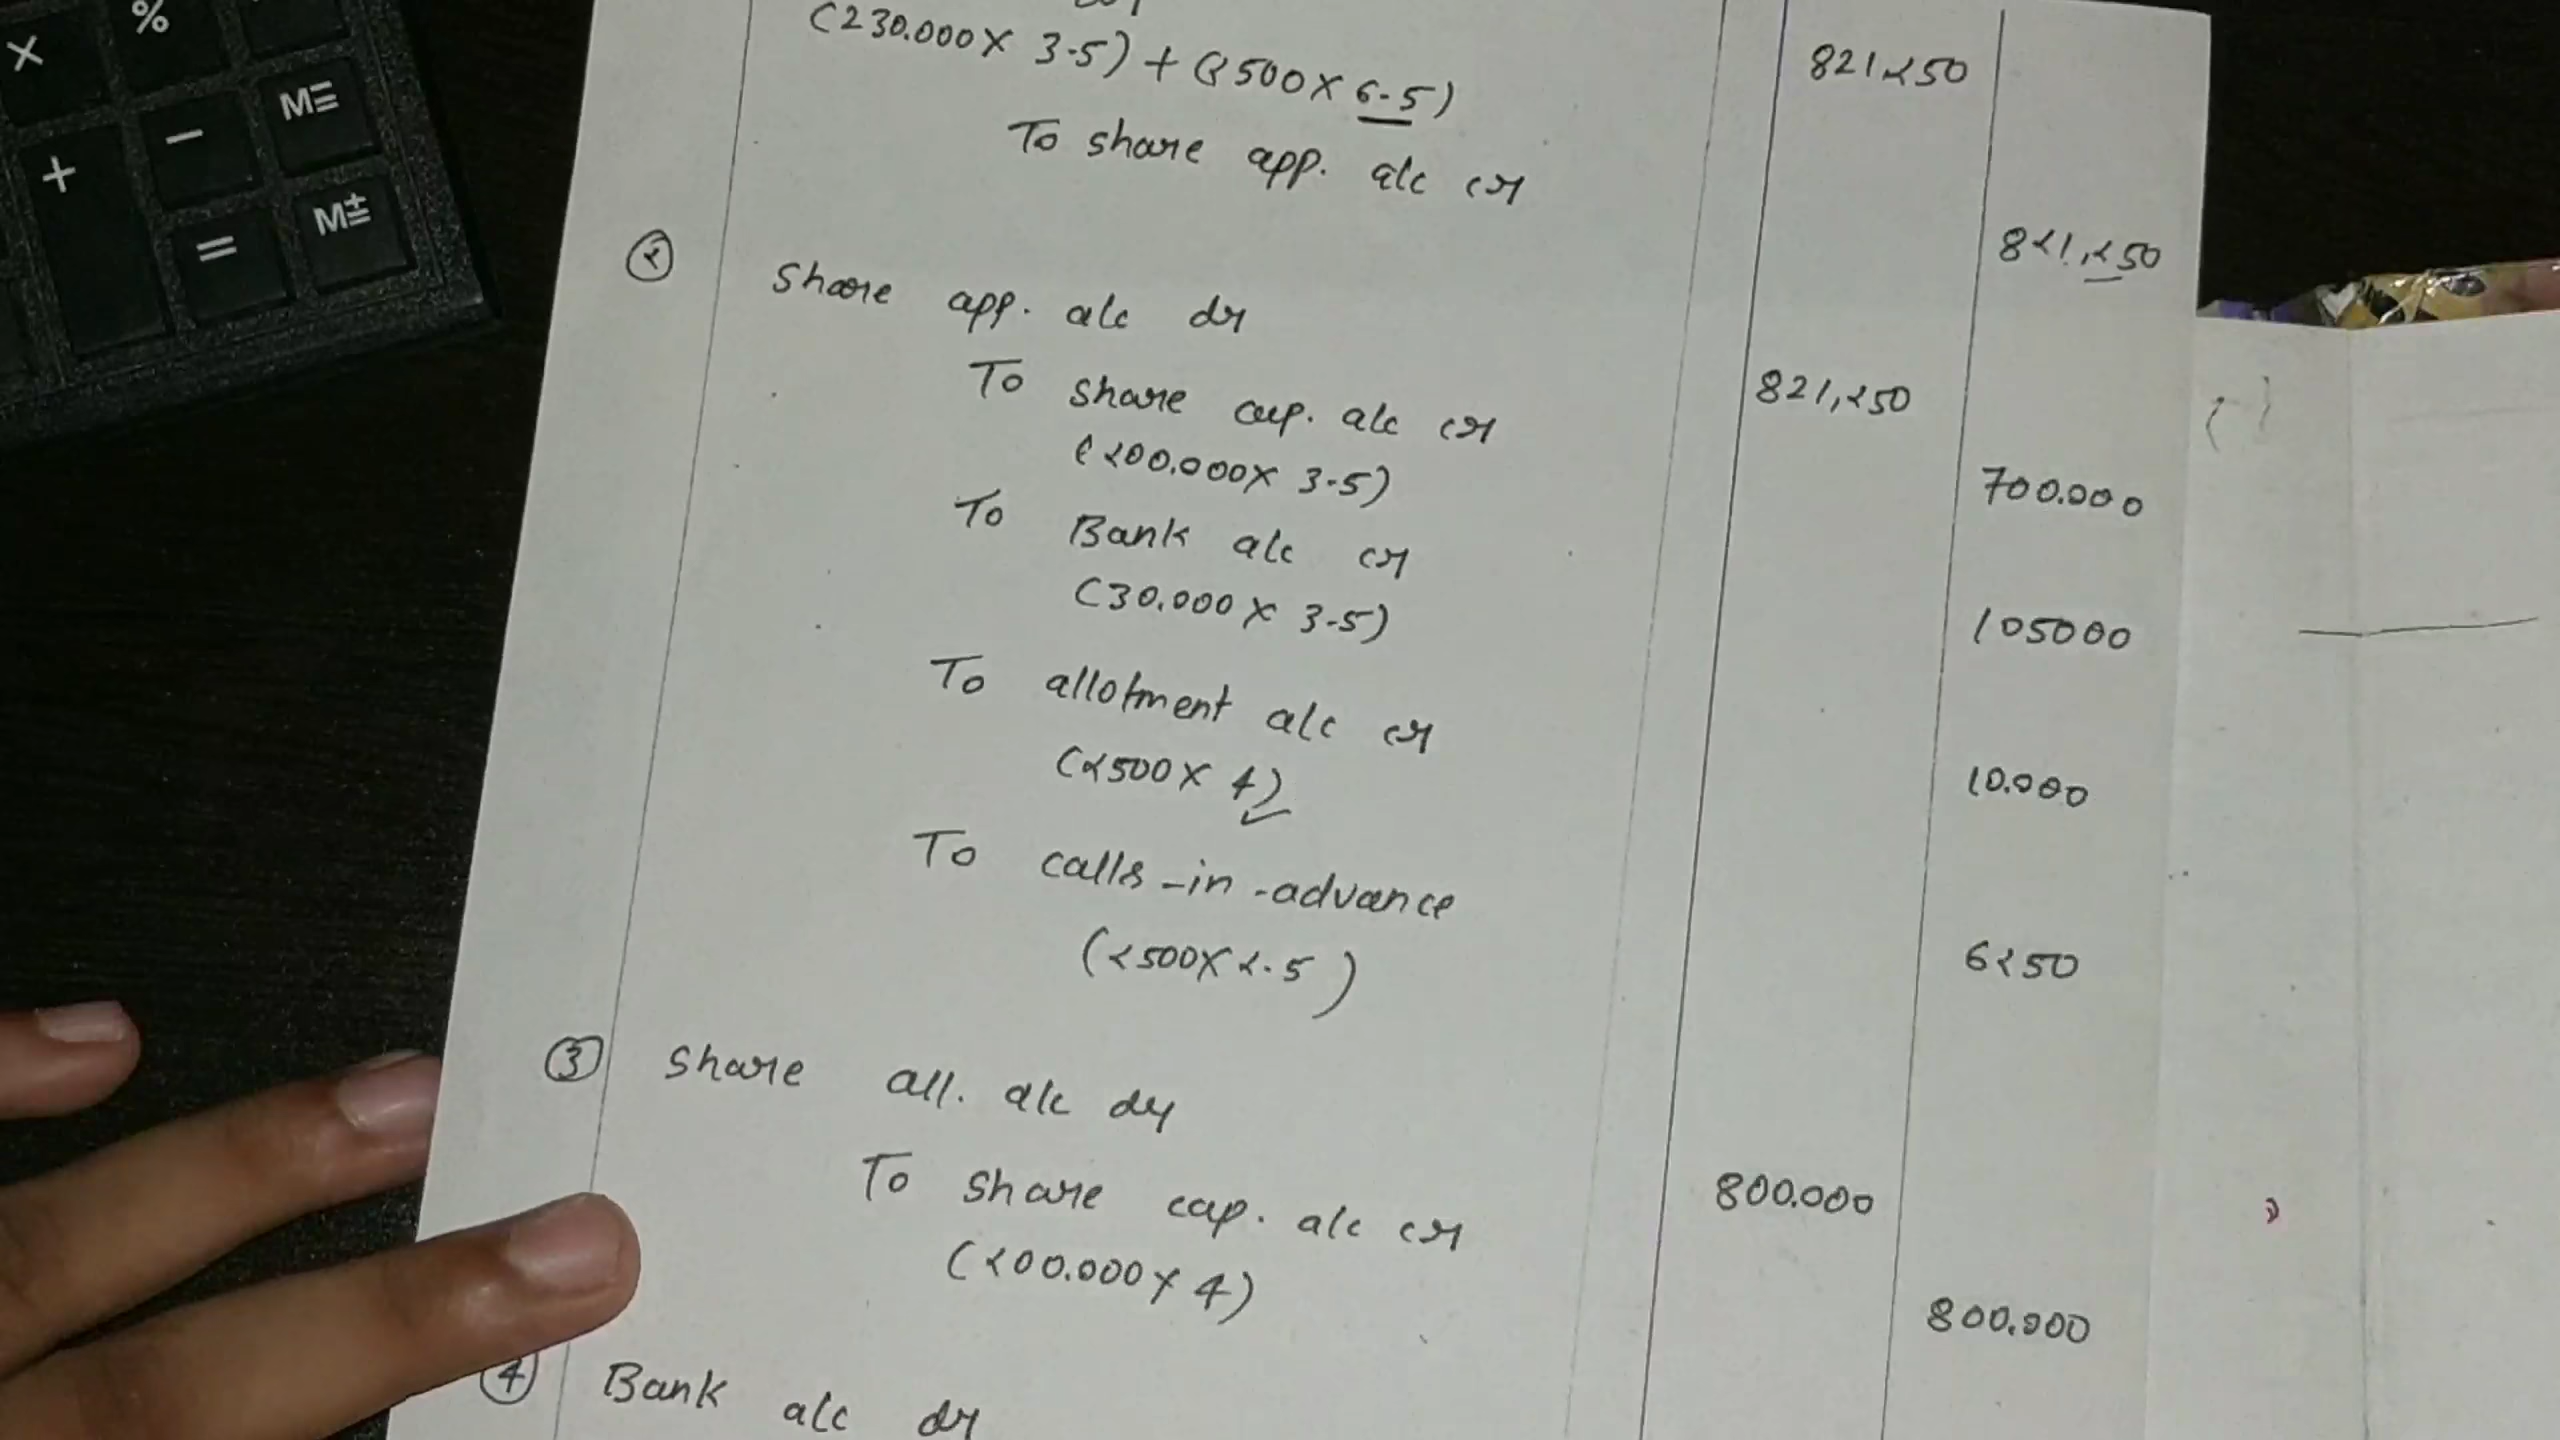 × %
+ − M=
= M±
(230.000 X 3.5) + (2500 X 6.5) 821250
To share app. a/c cr
821,250
② Share app. a/c dr
To share cap. a/c cr 821,250
(200.000 X 3.5) 700.000
To Bank a/c cr
(30.000 X 3.5) 105000
To allotment a/c cr
(2500 X 4) 10.000
To calls-in-advance
(2500 X 2.5) 6250
③ Share all. a/c dr
To share cap. a/c cr 800.000
(200.000 X 4) 800.000
④ Bank a/c dr